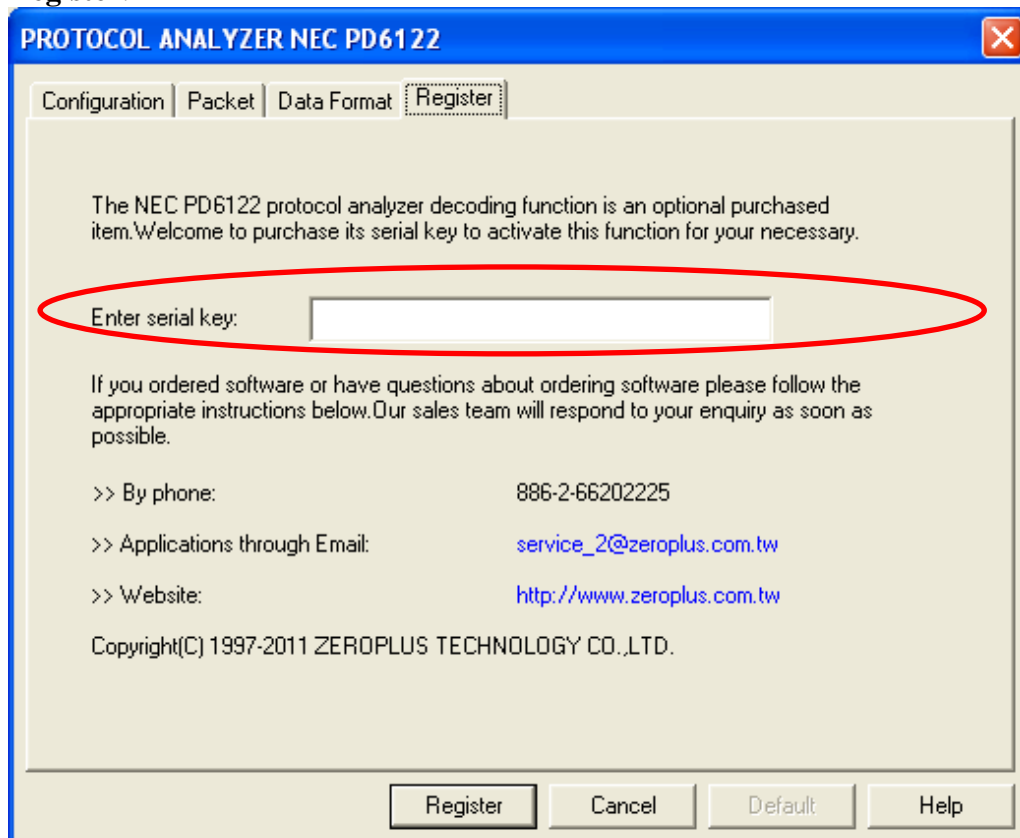 PROTOCOL ANALYZER NEC PD6122
Configuration Packet Data Format Register
The NEC PD6122 protocol analyzer decoding function is an optional purchased
item.Welcome to purchase its serial key to activate this function for your necessary.
Enter serial key:
If you ordered software or have questions about ordering software please follow the
appropriate instructions below.Our sales team will respond to your enquiry as soon as
possible.
>> By phone: 886-2-66202225
>> Applications through Email: service_2@zeroplus.com.tw
>> Website: http://www.zeroplus.com.tw
Copyright(C) 1997-2011 ZEROPLUS TECHNOLOGY CO.,LTD.
Register Cancel Default Help